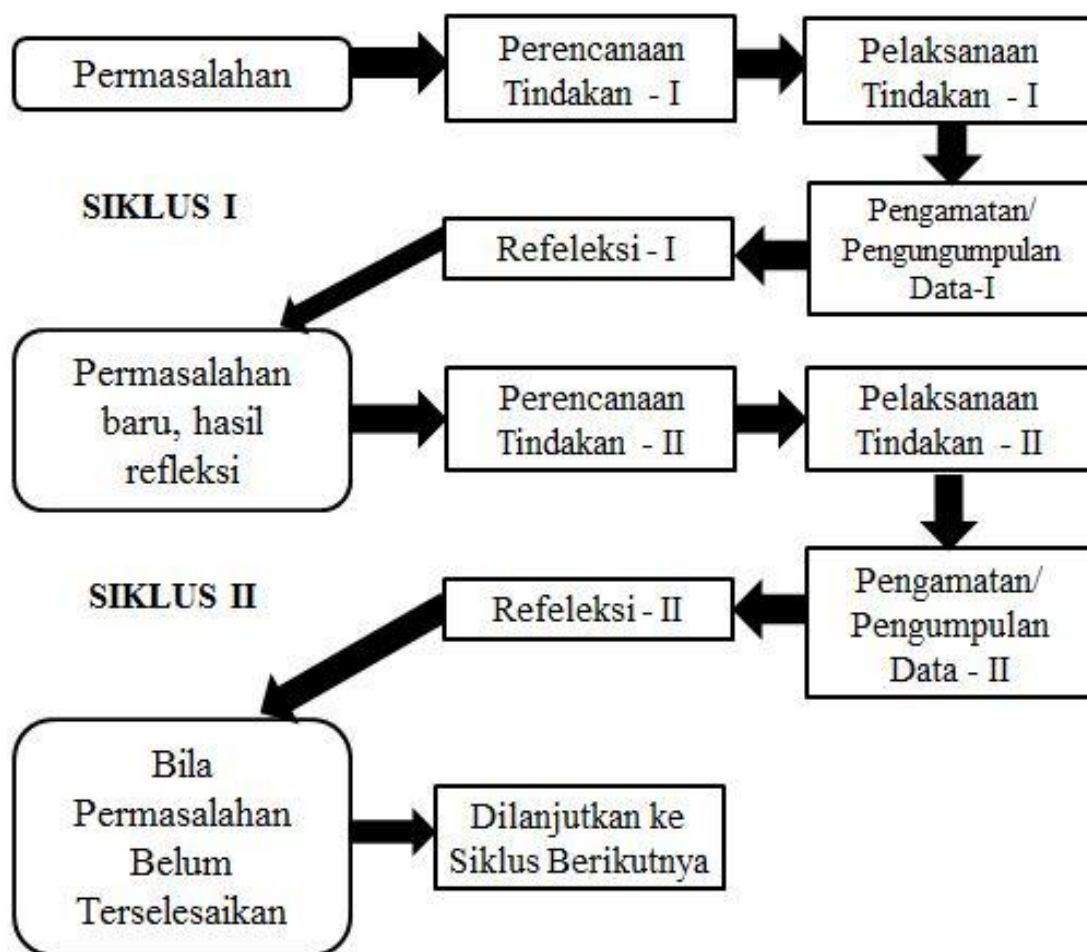 Permasalahan
Perencanaan
Tindakan - I
Pelaksanaan
Tindakan - I
SIKLUS I
Refeleksi - I
Pengamatan/
Pengungumpulan
Data-I
Permasalahan
baru, hasil
refleksi
Perencanaan
Tindakan - II
Pelaksanaan
Tindakan - II
SIKLUS II
Refeleksi - II
Pengamatan/
Pengumpulan
Data - II
Bila
Permasalahan
Belum
Terselesaikan
Dilanjutkan ke
Siklus Berikutnya